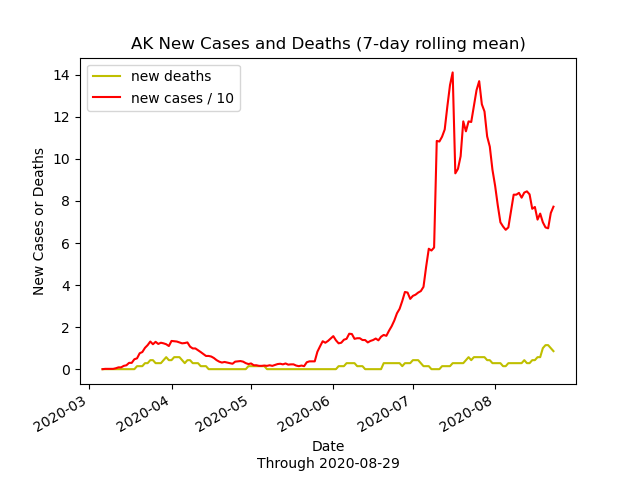 AK New Cases and Deaths (7-day rolling mean)
new deaths
new cases / 10
14
12
10
8
6
4
2
0
New Cases or Deaths
2020-03
2020-04
2020-05
2020-06
2020-07
2020-08
Date
Through 2020-08-29